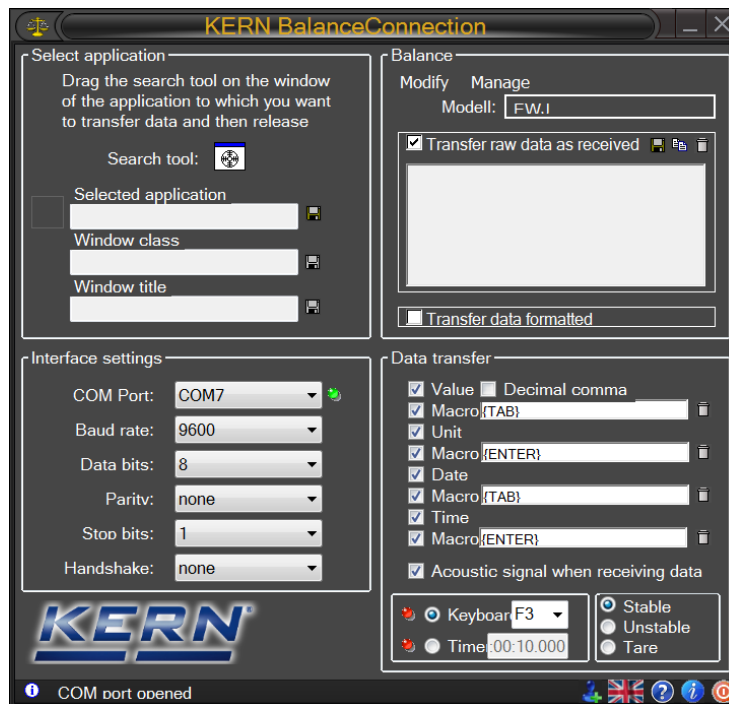 KERN BalanceConnection
Select application
Drag the search tool on the window
of the application to which you want
to transfer data and then release
Search tool:
Selected application
Window class
Window title
Balance
Modify Manage
Modell: FW.I
Transfer raw data as received
Transfer data formatted
Interface settings
COM Port: COM7
Baud rate: 9600
Data bits: 8
Parity: none
Stop bits: 1
Handshake: none
KERN
Data transfer
Value Decimal comma
Macro {TAB}
Unit
Macro {ENTER}
Date
Macro {TAB}
Time
Macro {ENTER}
Acoustic signal when receiving data
Keyboar F3
Time :00:10.000
Stable
Unstable
Tare
COM port opened